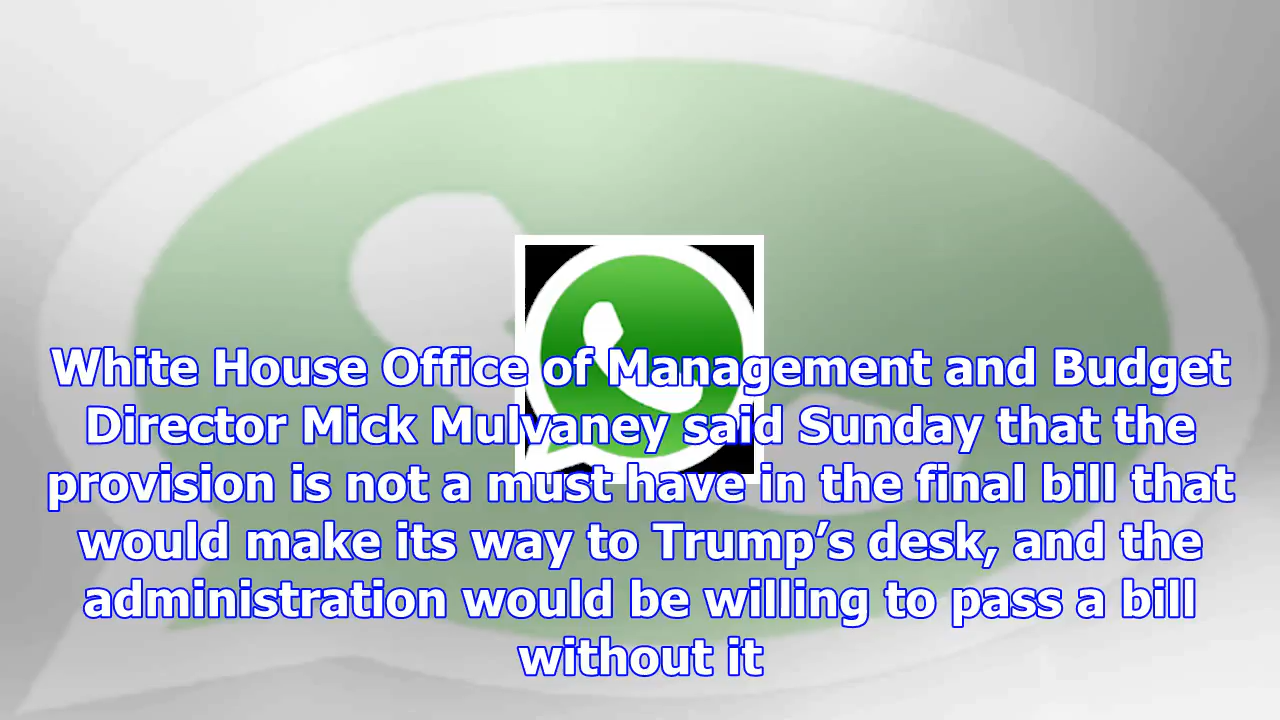 White House Office of Management and Budget
Director Mick Mulvaney said Sunday that the
provision is not a must have in the final bill that
would make its way to Trump’s desk, and the
administration would be willing to pass a bill
without it